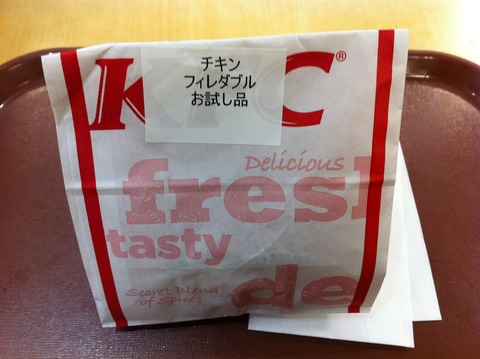 KFC®
チキン
フィレダブル
お試し品
Delicious
fresh
tasty
Secret Blend
of Spices
de